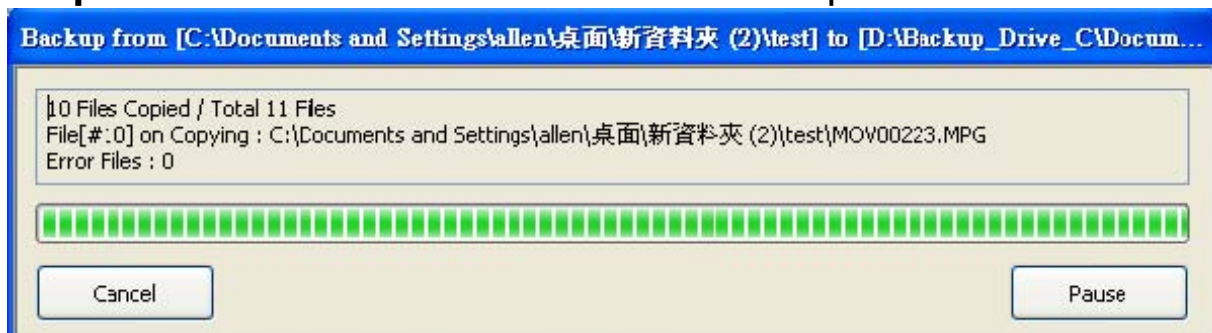 Backup from [C:\Documents and Settings\allen\桌面\新資料夾 (2)\test] to [D:\Backup_Drive_C\Docum...
10 Files Copied / Total 11 Files
File[#:0] on Copying : C:\Documents and Settings\allen\桌面\新資料夾 (2)\test\MOV00223.MPG
Error Files : 0
Cancel
Pause